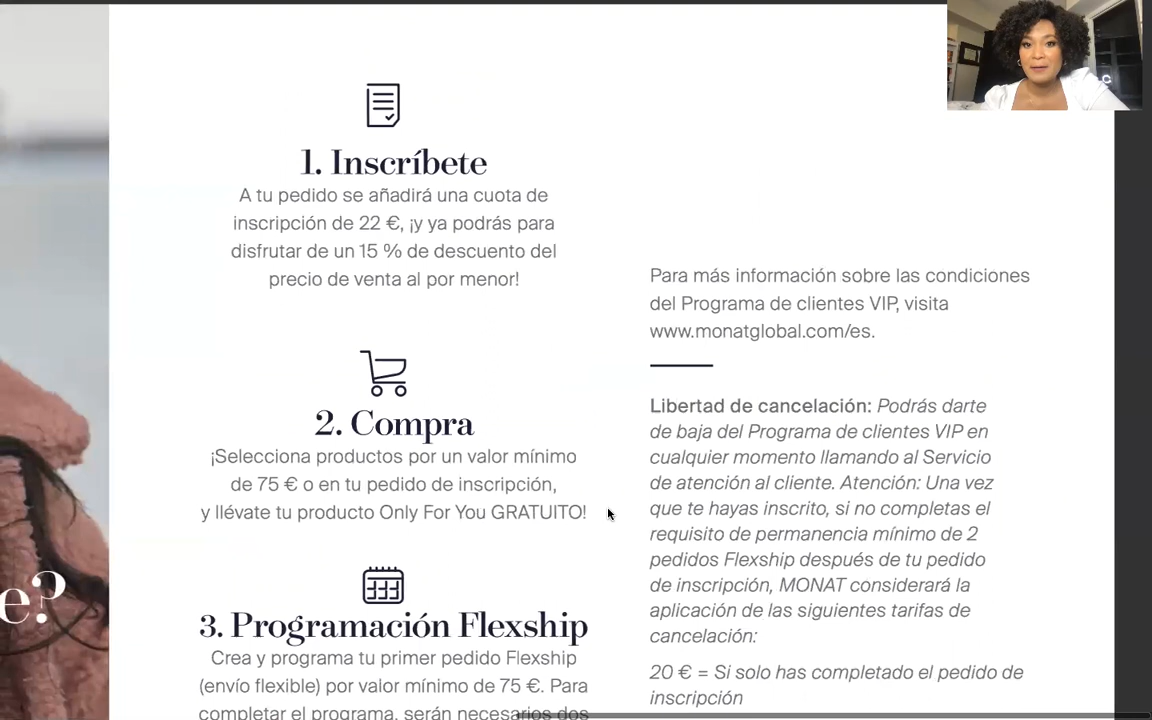 e?
1. Inscríbete
A tu pedido se añadirá una cuota de
inscripción de 22 €, ¡y ya podrás para
disfrutar de un 15 % de descuento del
precio de venta al por menor!
2. Compra
¡Selecciona productos por un valor mínimo
de 75 € o en tu pedido de inscripción,
y llévate tu producto Only For You GRATUITO!
3. Programación Flexship
Crea y programa tu primer pedido Flexship
(envío flexible) por valor mínimo de 75 €. Para
completar el programa, serán necesarios dos
Para más información sobre las condiciones
del Programa de clientes VIP, visita
www.monatglobal.com/es.
Libertad de cancelación: Podrás darte
de baja del Programa de clientes VIP en
cualquier momento llamando al Servicio
de atención al cliente. Atención: Una vez
que te hayas inscrito, si no completas el
requisito de permanencia mínimo de 2
pedidos Flexship después de tu pedido
de inscripción, MONAT considerará la
aplicación de las siguientes tarifas de
cancelación:
20 € = Si solo has completado el pedido de
inscripción